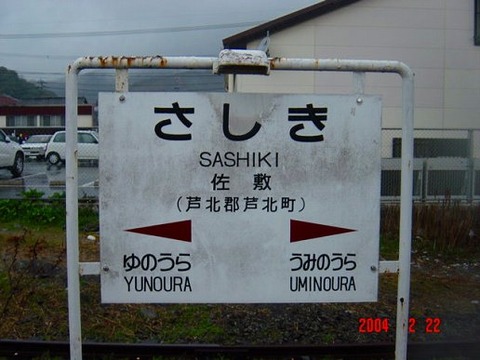 さしき
SASHIKI
佐敷
(芦北郡芦北町)
ゆのうら うみのうら
YUNOURA UMINOURA
2004 2 22